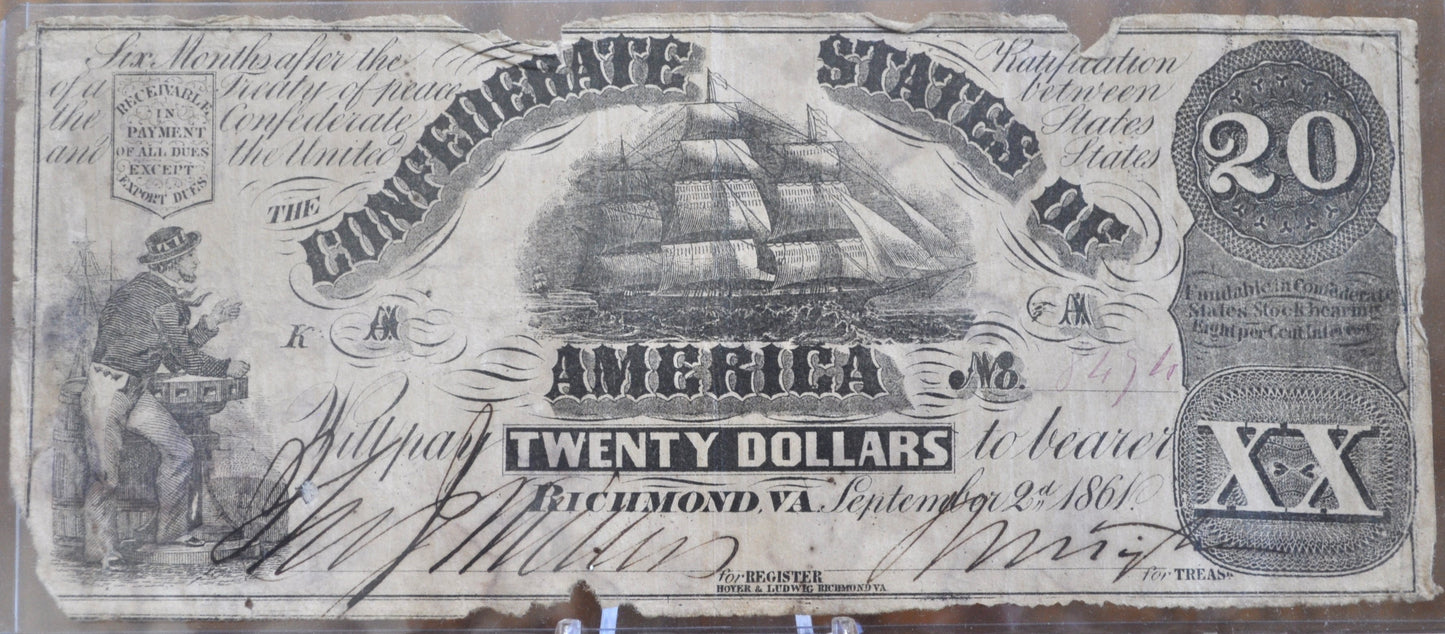 Six Months after the Ratification
of a Treaty of peace between
the Confederate States
and the United States
RECEIVABLE
IN
PAYMENT
OF ALL DUES
EXCEPT
EXPORT DUES
20
THE CONFEDERATE STATES OF
AMERICA
Fundable in Confederate
States Stock bearing
Eight per Cent Interest
K A A
No.
Will pay TWENTY DOLLARS to bearer
XX
RICHMOND, VA September 2d 1861
for REGISTER
for TREASR
HOYER & LUDWIG RICHMOND VA